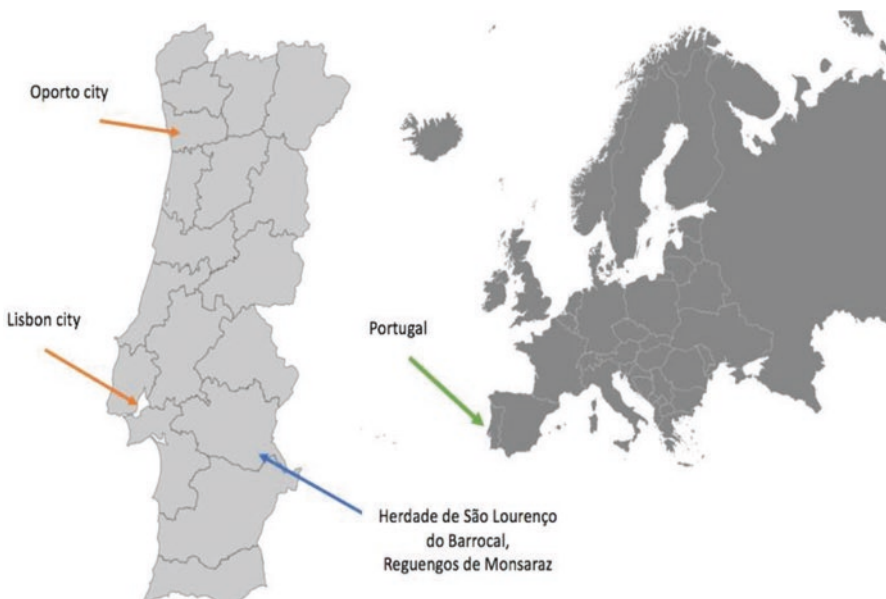 Oporto city
Lisbon city
Portugal
Herdade de São Lourenço
do Barrocal,
Reguengos de Monsaraz